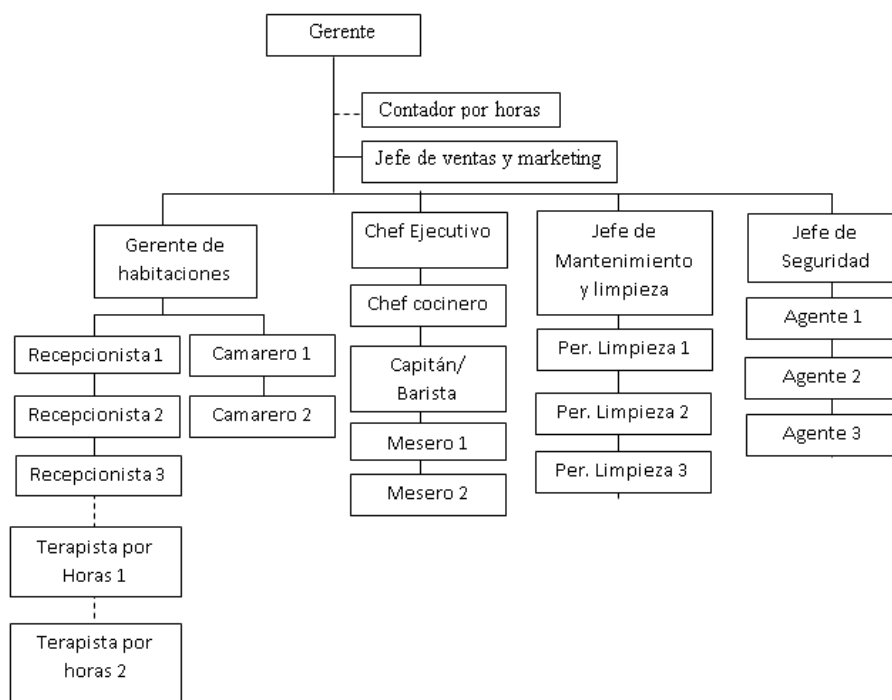 Gerente
Contador por horas
Jefe de ventas y marketing
Gerente de
habitaciones
Recepcionista 1
Recepcionista 2
Recepcionista 3
Terapista por
Horas 1
Terapista por
horas 2
Camarero 1
Camarero 2
Chef Ejecutivo
Chef cocinero
Capitán/
Barista
Mesero 1
Mesero 2
Jefe de
Mantenimiento
y limpieza
Per. Limpieza 1
Per. Limpieza 2
Per. Limpieza 3
Jefe de
Seguridad
Agente 1
Agente 2
Agente 3